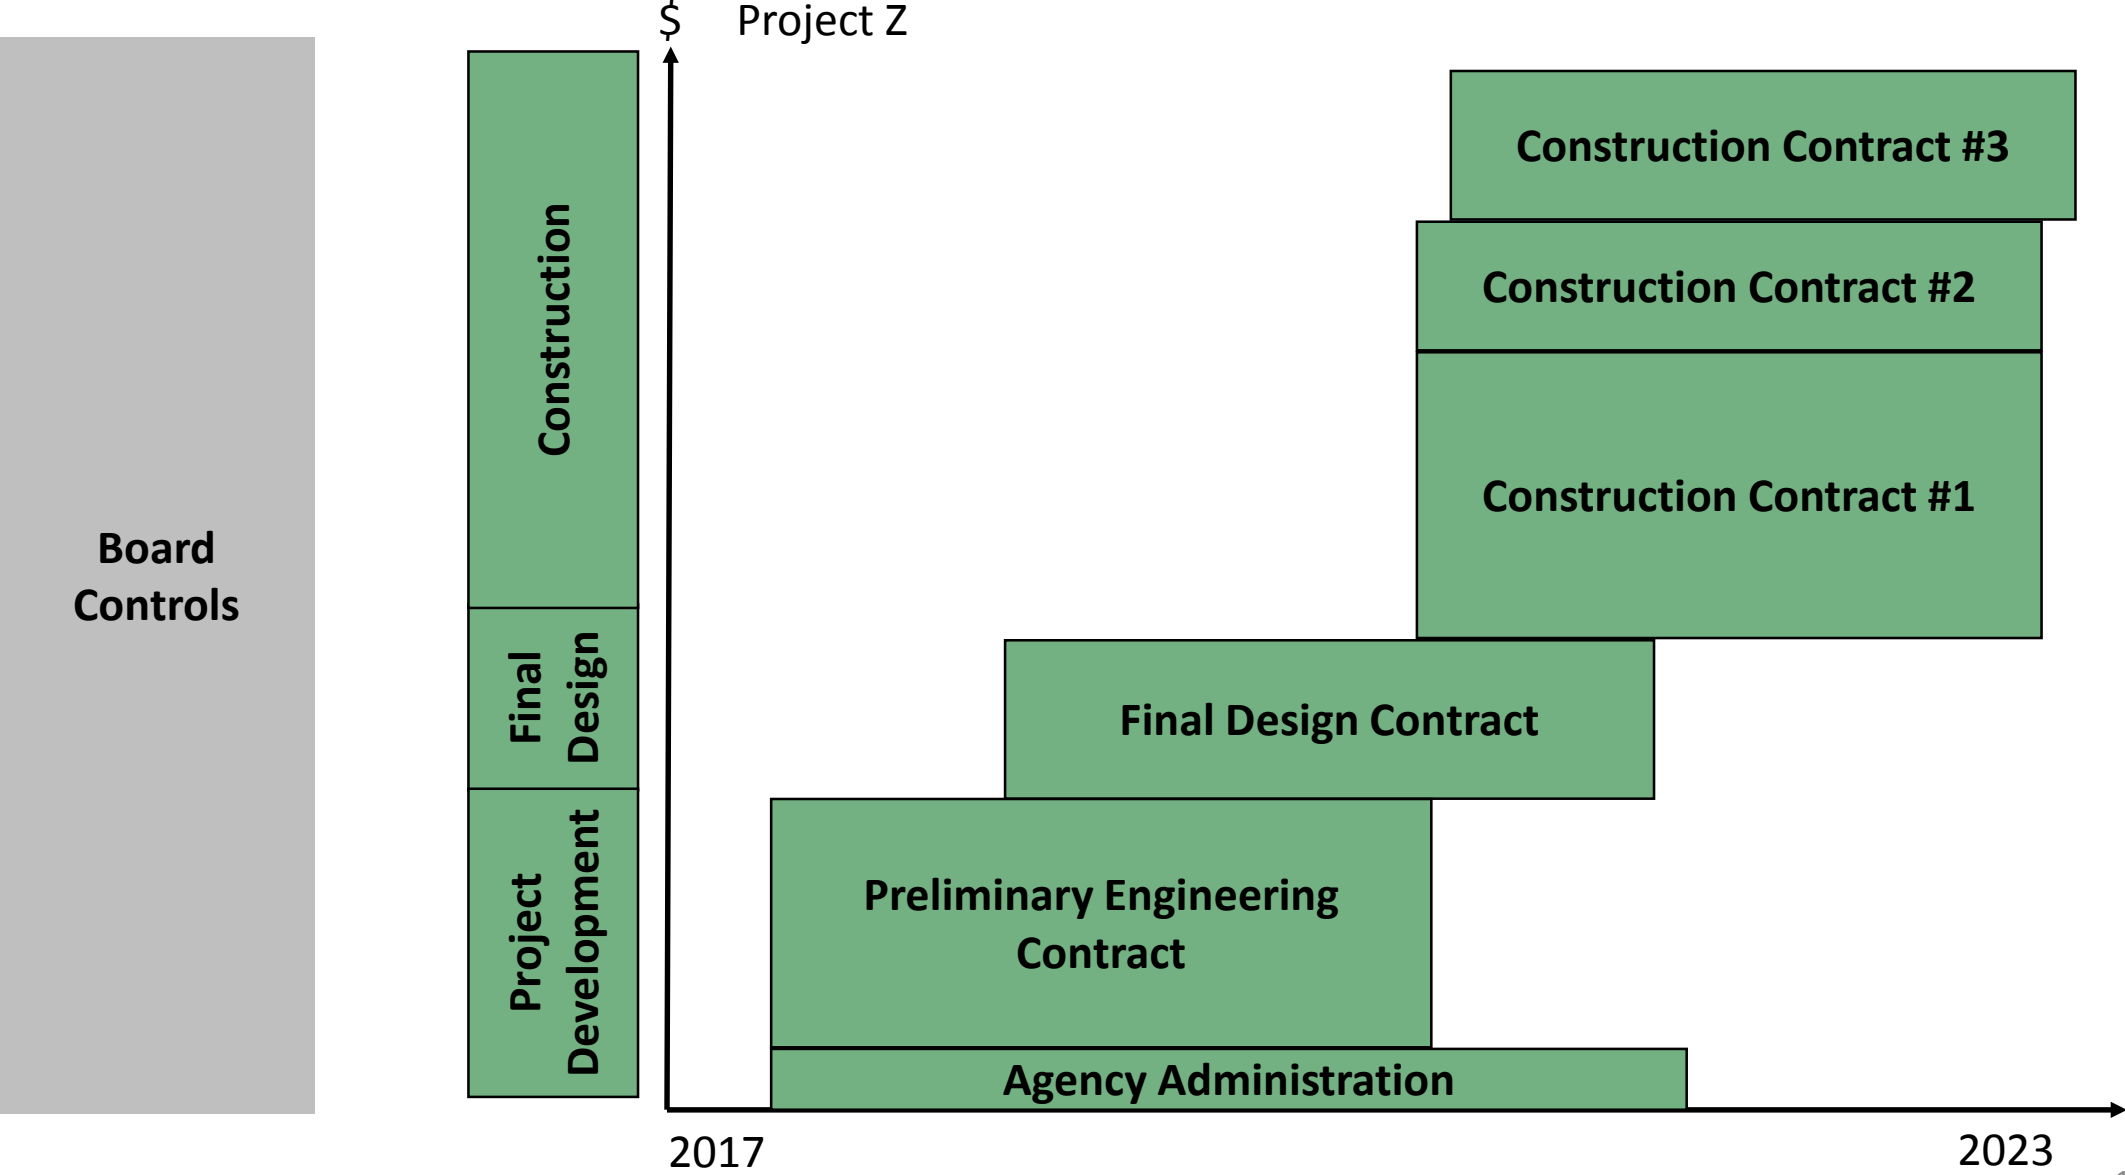 $ Project Z
Board
Controls
Construction
Final
Design
Project
Development
Construction Contract #3
Construction Contract #2
Construction Contract #1
Final Design Contract
Preliminary Engineering
Contract
Agency Administration
2017
2023